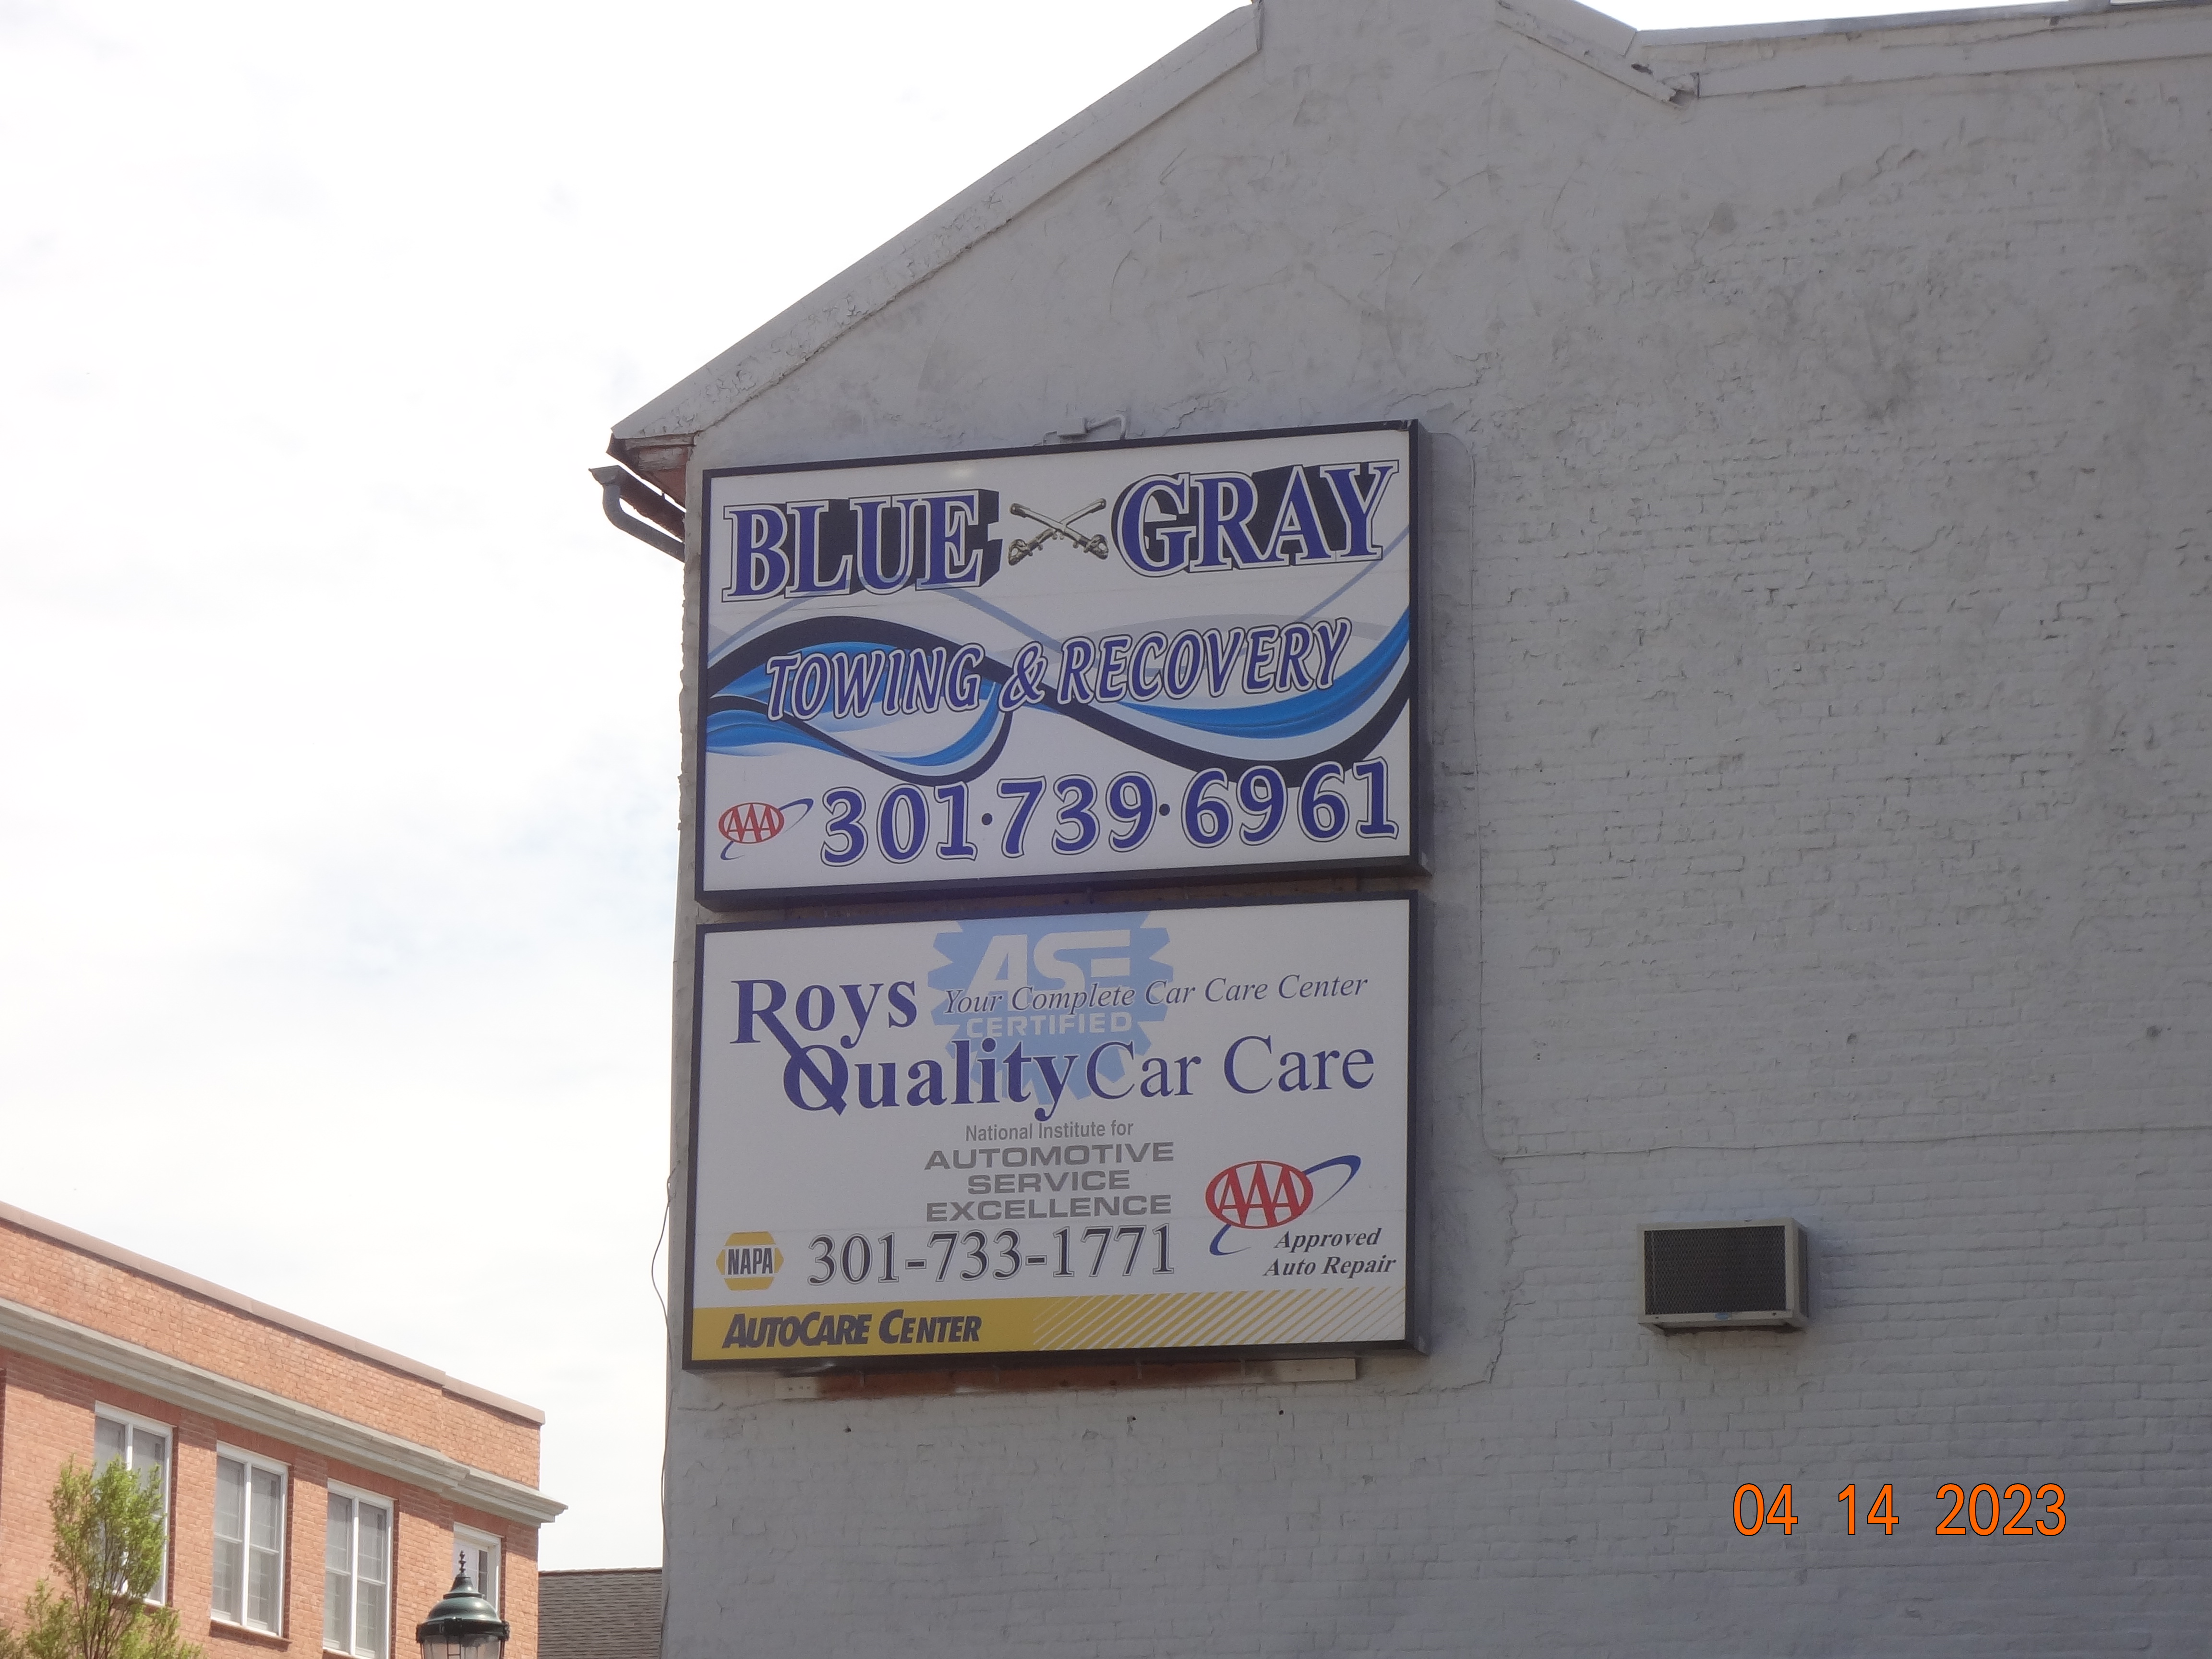 BLUE GRAY
TOWING & RECOVERY
AAA 301·739·6961
ASE
CERTIFIED
Roys Your Complete Car Care Center
Quality Car Care
National Institute for
AUTOMOTIVE
SERVICE
EXCELLENCE
AAA
Approved
Auto Repair
NAPA 301-733-1771
AUTOCARE CENTER
04 14 2023